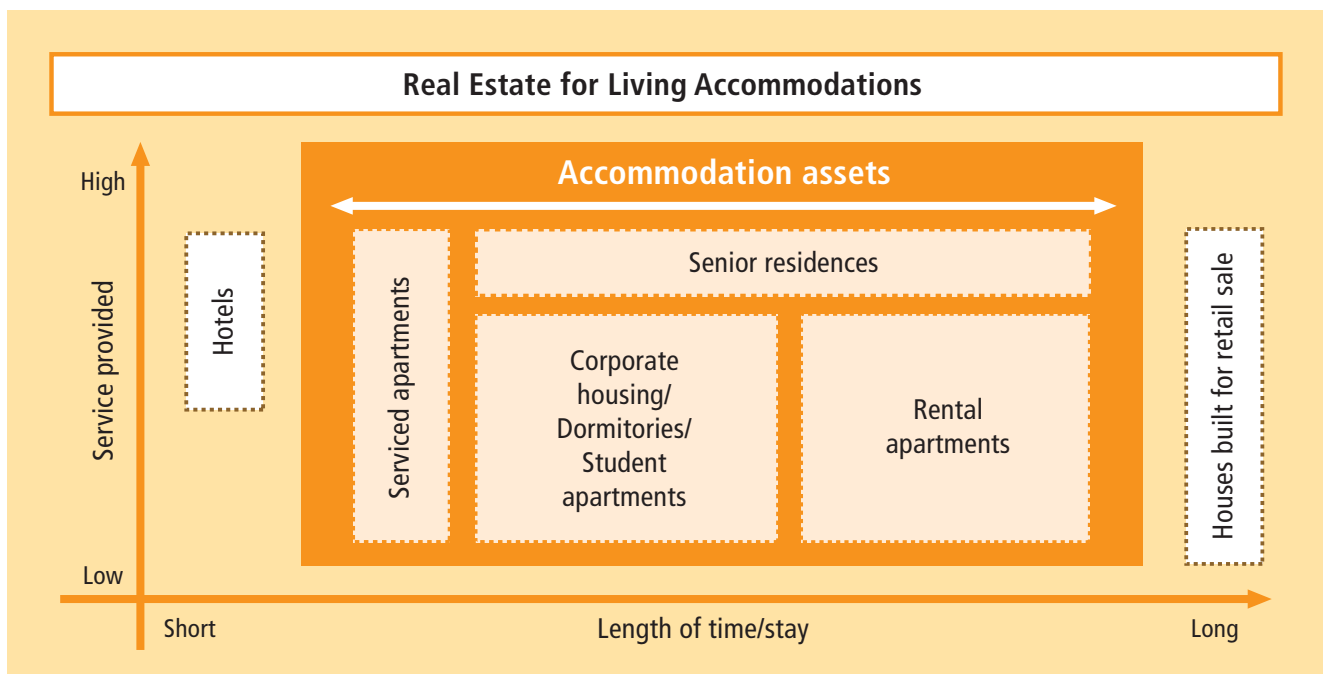 Real Estate for Living Accommodations
High
Service provided
Low
Hotels
Accommodation assets
Serviced apartments
Senior residences
Corporate
housing/
Dormitories/
Student
apartments
Rental
apartments
Houses built for retail sale
Short
Length of time/stay
Long